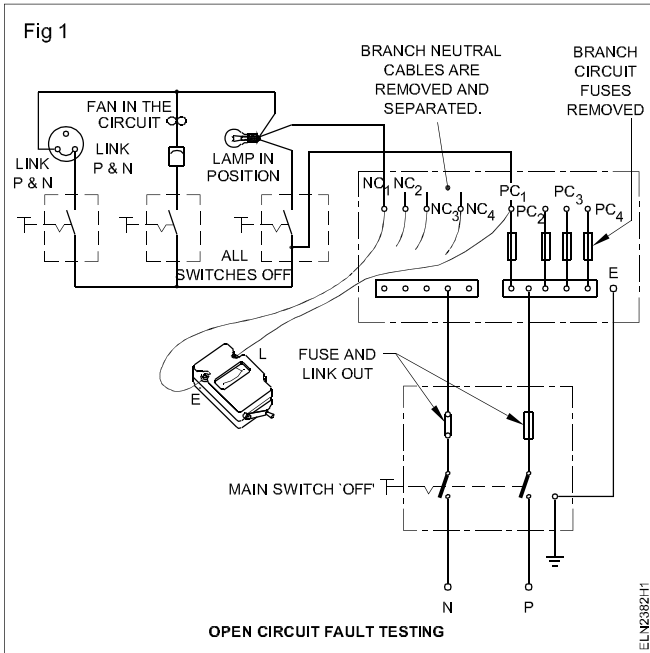 Fig 1
BRANCH NEUTRAL
CABLES ARE
REMOVED AND
SEPARATED.
BRANCH
CIRCUIT
FUSES
REMOVED
FAN IN THE
CIRCUIT
LINK
P & N
LINK
P & N
LAMP IN
POSITION
NC1 NC2
NC3 NC4
PC1
PC2
PC3
PC4
ALL
SWITCHES OFF
E
L
E
FUSE AND
LINK OUT
MAIN SWITCH 'OFF'
N
P
OPEN CIRCUIT FAULT TESTING
ELN2382H1